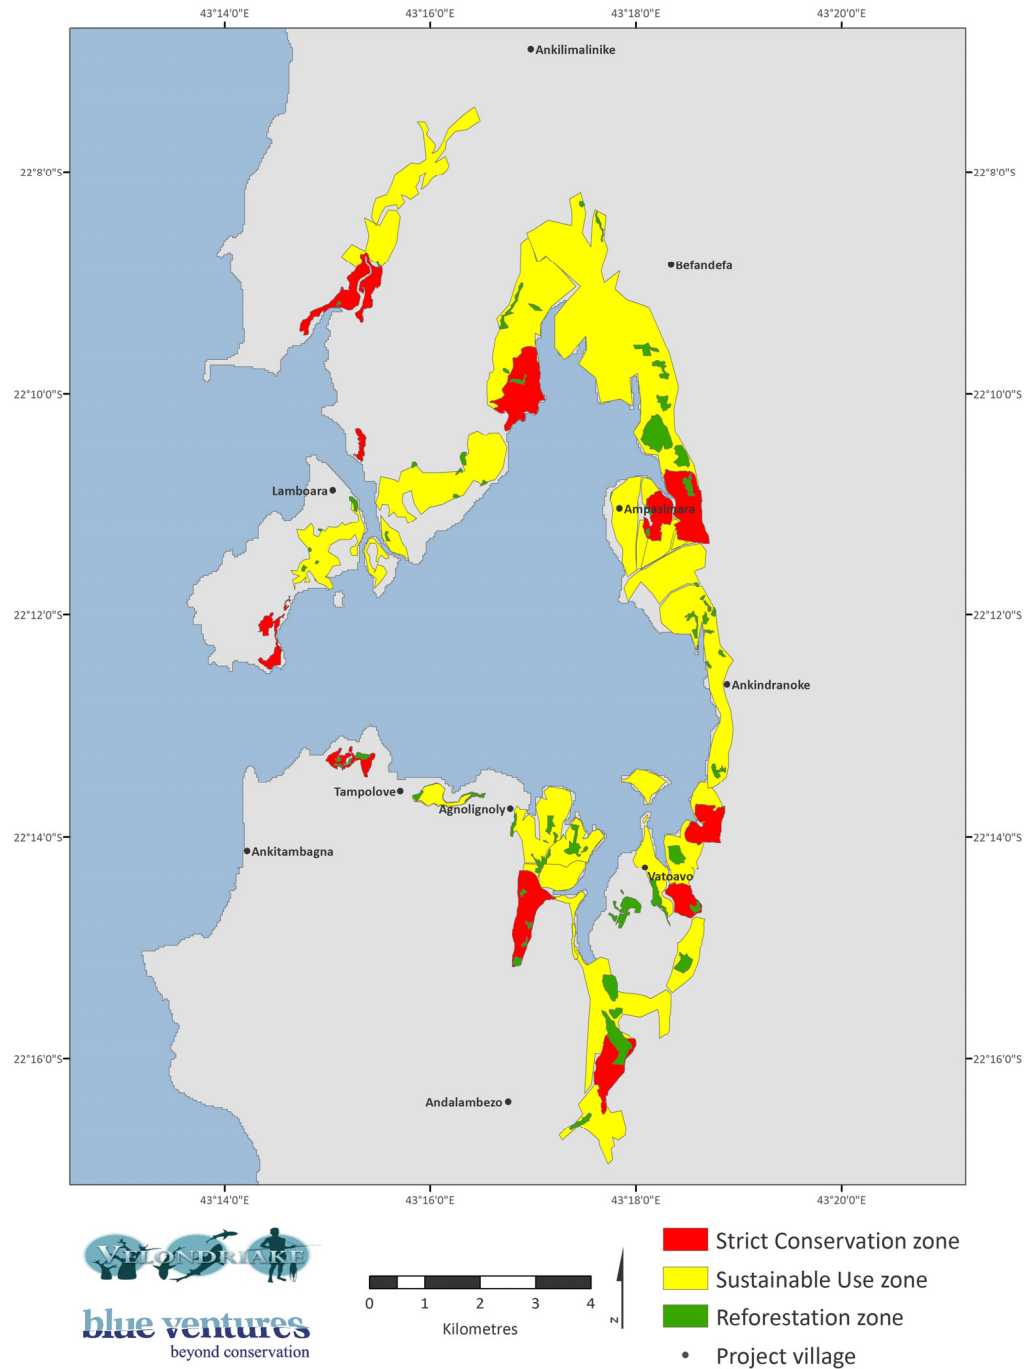 43°14'0"E 43°16'0"E 43°18'0"E 43°20'0"E
Ankilimalinike
22°8'0"S 22°8'0"S
Befandefa
22°10'0"S 22°10'0"S
Lamboara
Ampasimara
22°12'0"S 22°12'0"S
Ankindranoke
Tampolove
Agnolignoly
22°14'0"S 22°14'0"S
Ankitambagna
Vatoavo
22°16'0"S 22°16'0"S
Andalambezo
43°14'0"E 43°16'0"E 43°18'0"E 43°20'0"E
VELONDRIAKE
blue ventures
beyond conservation
0 1 2 3 4
Kilometres
z
Strict Conservation zone
Sustainable Use zone
Reforestation zone
Project village